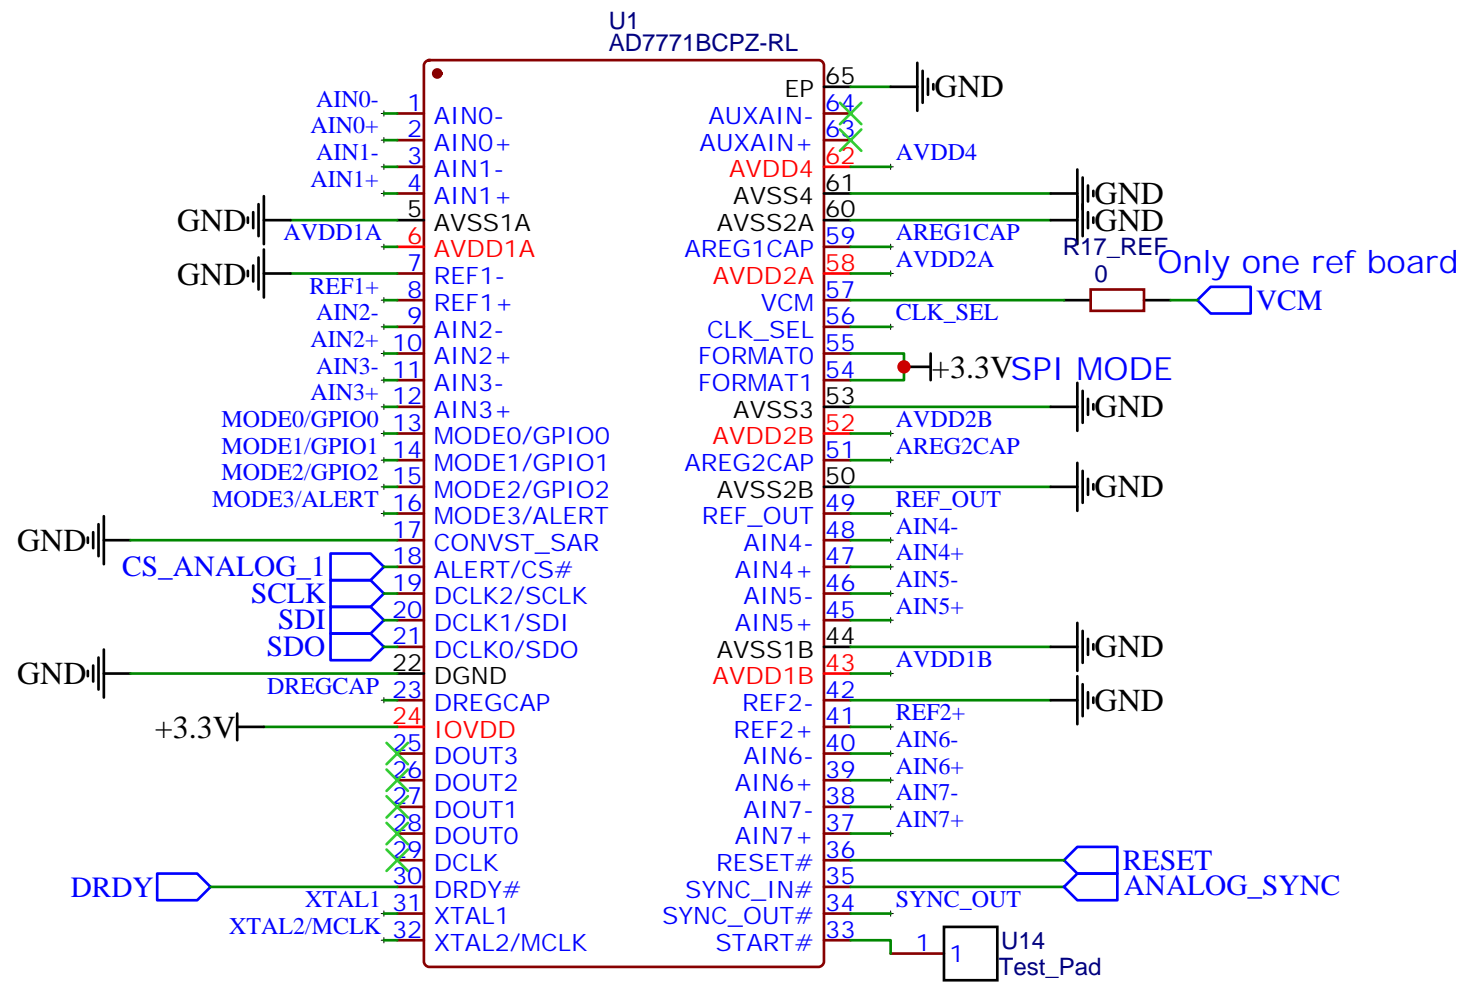 U1
AD7771BCPZ-RL
AIN0- 1 AIN0- EP 65 GND
AIN0+ 2 AIN0+ AUXAIN- 64
AIN1- 3 AIN1- AUXAIN+ 63
AIN1+ 4 AIN1+ AVDD4 62 AVDD4
GND 5 AVSS1A AVSS4 61 GND
AVDD1A 6 AVDD1A AVSS2A 60 GND
GND 7 REF1- AREG1CAP 59 AREG1CAP
REF1+ 8 REF1+ AVDD2A 58 AVDD2A
R17_REF
0
Only one ref board
AIN2- 9 AIN2- VCM 57 VCM
AIN2+ 10 AIN2+ CLK_SEL 56 CLK_SEL
AIN3- 11 AIN3- FORMAT0 55
AIN3+ 12 AIN3+ FORMAT1 54 +3.3V SPI MODE
MODE0/GPIO0 13 MODE0/GPIO0 AVSS3 53 GND
MODE1/GPIO1 14 MODE1/GPIO1 AVDD2B 52 AVDD2B
MODE2/GPIO2 15 MODE2/GPIO2 AREG2CAP 51 AREG2CAP
MODE3/ALERT 16 MODE3/ALERT AVSS2B 50 GND
GND 17 CONVST_SAR REF_OUT 49 REF_OUT
CS_ANALOG_1 18 ALERT/CS# AIN4- 48 AIN4-
SCLK 19 DCLK2/SCLK AIN4+ 47 AIN4+
SDI 20 DCLK1/SDI AIN5- 46 AIN5-
SDO 21 DCLK0/SDO AIN5+ 45 AIN5+
GND 22 DGND AVSS1B 44 GND
DREGCAP 23 DREGCAP AVDD1B 43 AVDD1B
+3.3V 24 IOVDD REF2- 42 GND
25 DOUT3 REF2+ 41 REF2+
26 DOUT2 AIN6- 40 AIN6-
27 DOUT1 AIN6+ 39 AIN6+
28 DOUT0 AIN7- 38 AIN7-
29 DCLK AIN7+ 37 AIN7+
DRDY 30 DRDY# RESET# 36 RESET
XTAL1 31 XTAL1 SYNC_IN# 35 ANALOG_SYNC
XTAL2/MCLK 32 XTAL2/MCLK SYNC_OUT# 34 SYNC_OUT
START# 33 1 1 U14
Test_Pad